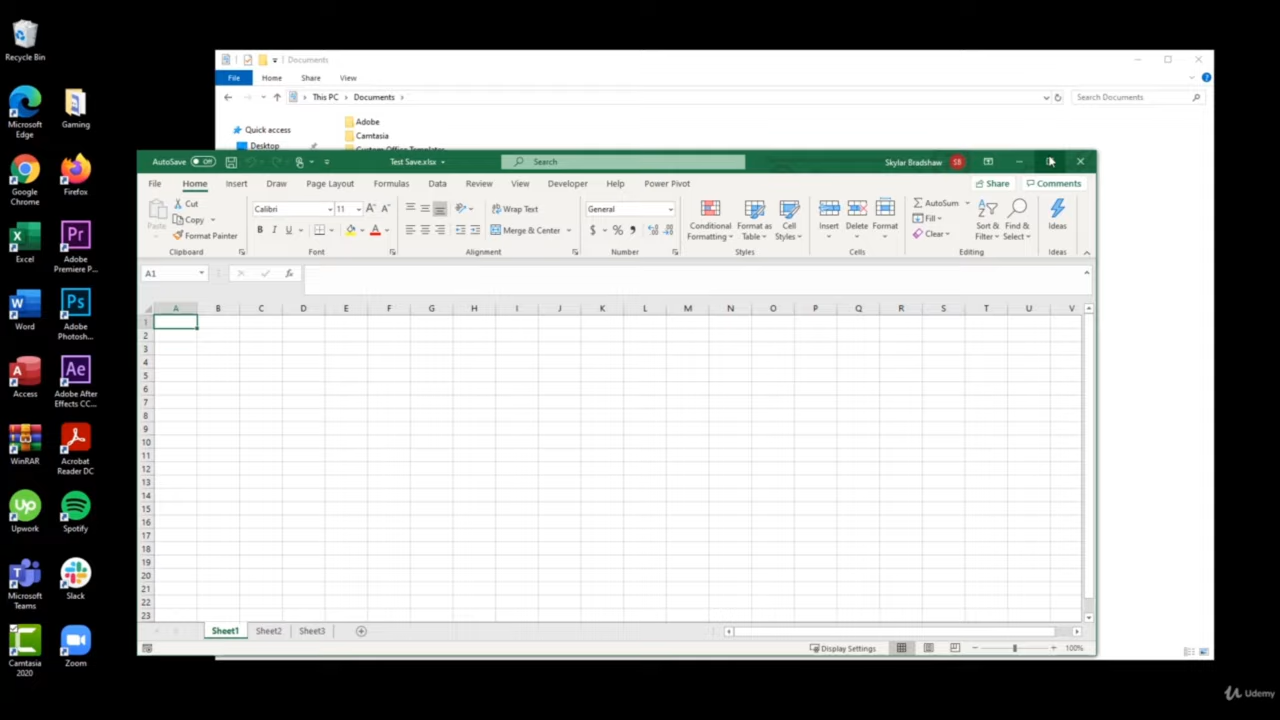 Recycle Bin
Microsoft Edge
Gaming
Google Chrome
Firefox
Excel
Adobe Premiere P...
Word
Adobe Photosh...
Access
Adobe After Effects CC...
WinRAR
Acrobat Reader DC
Upwork
Spotify
Microsoft Teams
Slack
Camtasia 2020
Zoom
Documents
File Home Share View
This PC > Documents >
Search Documents
Quick access
Desktop
Adobe
Camtasia
AutoSave Off
Test Save.xlsx
Search
Skylar Bradshaw SB
File Home Insert Draw Page Layout Formulas Data Review View Developer Help Power Pivot
Share Comments
Paste
Cut
Copy
Format Painter
Clipboard
Calibri 11
B I U
Font
Wrap Text
Merge & Center
Alignment
General
$ % ,
Number
Conditional Formatting
Format as Table
Cell Styles
Styles
Insert
Delete
Format
Cells
AutoSum
Fill
Clear
Sort & Filter
Find & Select
Editing
Ideas
Ideas
A1
fx
A B C D E F G H I J K L M N O P Q R S T U V
1
2
3
4
5
6
7
8
9
10
11
12
13
14
15
16
17
18
19
20
21
22
23
Sheet1 Sheet2 Sheet3
Display Settings
100%
Udemy